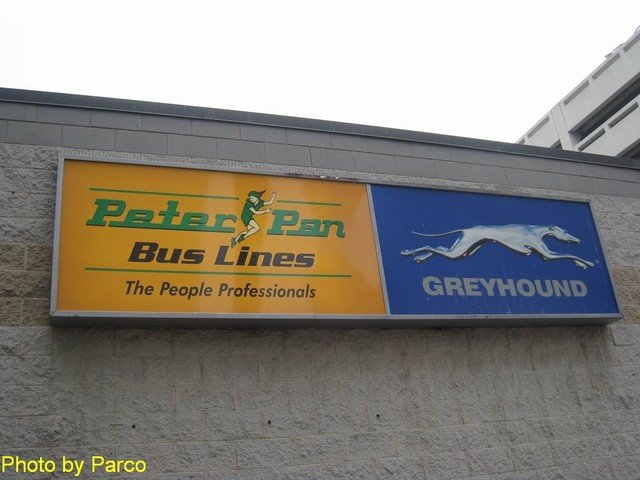 Peter Pan
Bus Lines
The People Professionals
GREYHOUND
Photo by Parco